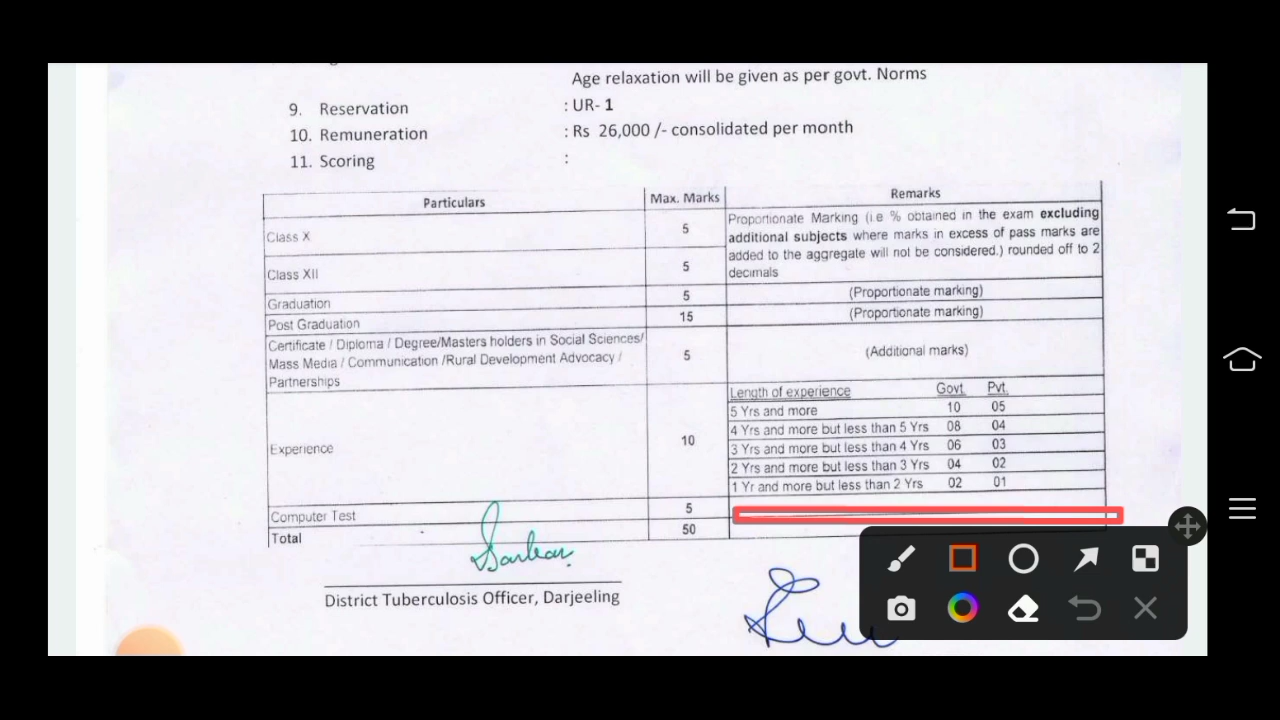 Age relaxation will be given as per govt. Norms
9. Reservation : UR- 1
10. Remuneration : Rs 26,000 /- consolidated per month
11. Scoring :
Particulars Max. Marks Remarks
Class X 5 Proportionate Marking (i.e % obtained in the exam excluding
additional subjects where marks in excess of pass marks are
added to the aggregate will not be considered.) rounded off to 2
decimals
Class XII 5
Graduation 5 (Proportionate marking)
Post Graduation 15 (Proportionate marking)
Certificate / Diploma / Degree/Masters holders in Social Sciences/
Mass Media / Communication /Rural Development Advocacy /
Partnerships 5 (Additional marks)
Experience 10
Length of experience Govt. Pvt.
5 Yrs and more 10 05
4 Yrs and more but less than 5 Yrs 08 04
3 Yrs and more but less than 4 Yrs 06 03
2 Yrs and more but less than 3 Yrs 04 02
1 Yr and more but less than 2 Yrs 02 01
Computer Test 5
Total 50
Sarkar
District Tuberculosis Officer, Darjeeling